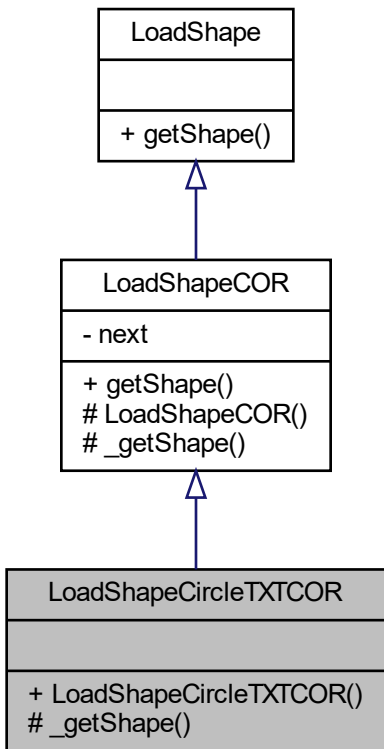 LoadShape
+ getShape()
LoadShapeCOR
- next
+ getShape()
# LoadShapeCOR()
# _getShape()
LoadShapeCircleTXTCOR
+ LoadShapeCircleTXTCOR()
# _getShape()